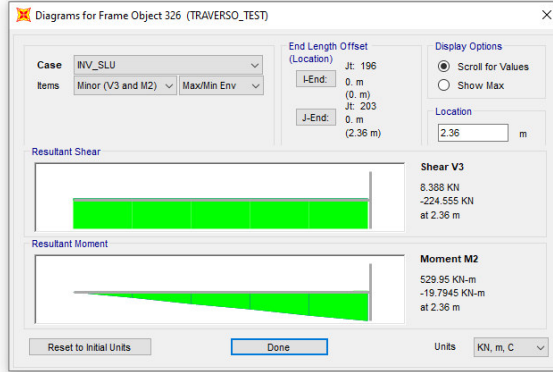 Diagrams for Frame Object 326 (TRAVERSO_TEST)
Case INV_SLU
Items Minor (V3 and M2) Max/Min Env
End Length Offset
(Location)
I-End: Jt: 196
0. m
(0. m)
J-End: Jt: 203
0. m
(2.36 m)
Display Options
Scroll for Values
Show Max
Location
2.36 m
Resultant Shear
Shear V3
8.388 KN
-224.555 KN
at 2.36 m
Resultant Moment
Moment M2
529.95 KN-m
-19.7945 KN-m
at 2.36 m
Reset to Initial Units Done Units KN, m, C